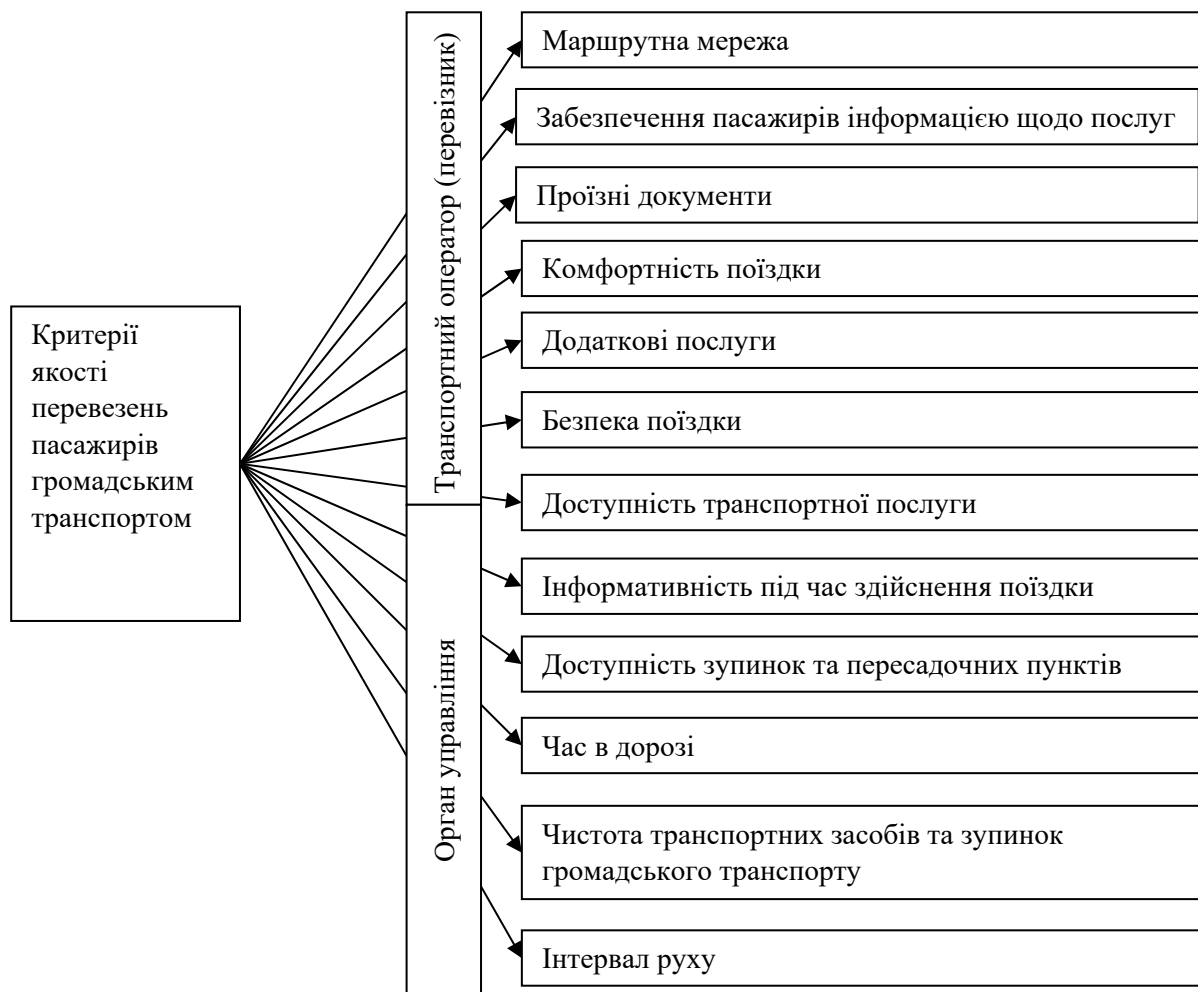 Критерії
якості
перевезень
пасажирів
громадським
транспортом
Транспортний оператор (перевізник)
Орган управління
Маршрутна мережа
Забезпечення пасажирів інформацією щодо послуг
Проїзні документи
Комфортність поїздки
Додаткові послуги
Безпека поїздки
Доступність транспортної послуги
Інформативність під час здійснення поїздки
Доступність зупинок та пересадочних пунктів
Час в дорозі
Чистота транспортних засобів та зупинок
громадського транспорту
Інтервал руху